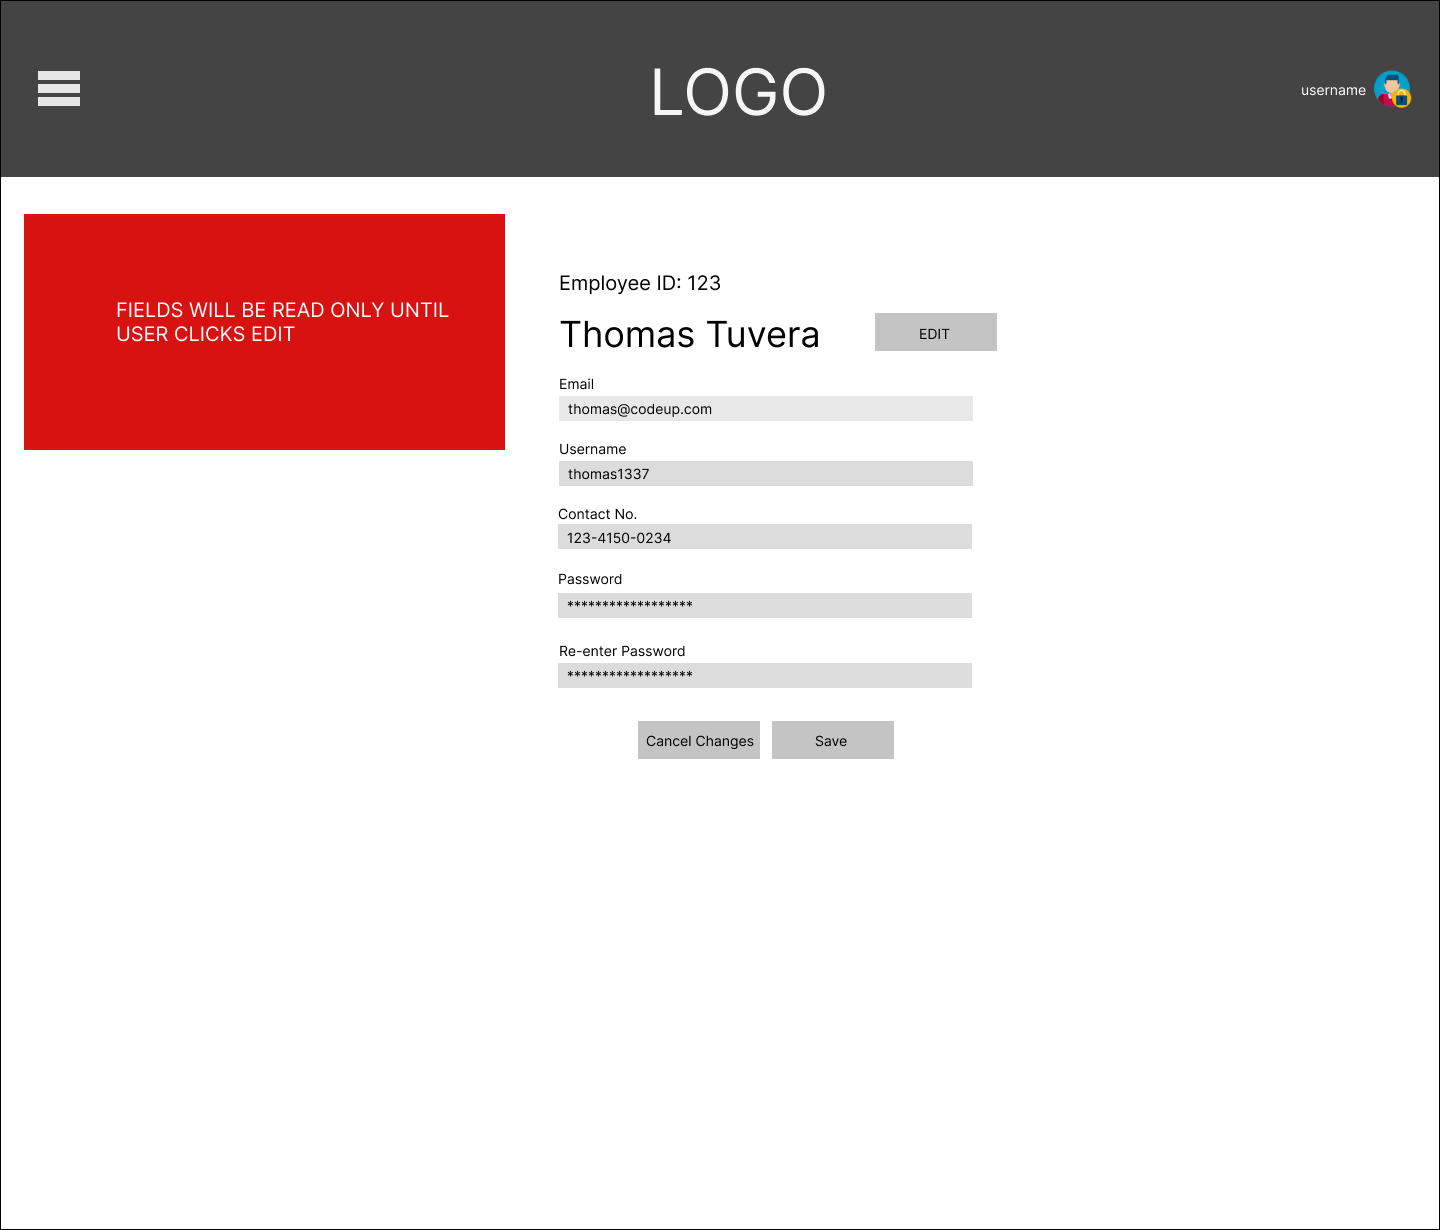 LOGO
username
FIELDS WILL BE READ ONLY UNTIL
USER CLICKS EDIT
Employee ID: 123
Thomas Tuvera
EDIT
Email
thomas@codeup.com
Username
thomas1337
Contact No.
123-4150-0234
Password
******************
Re-enter Password
******************
Cancel Changes
Save